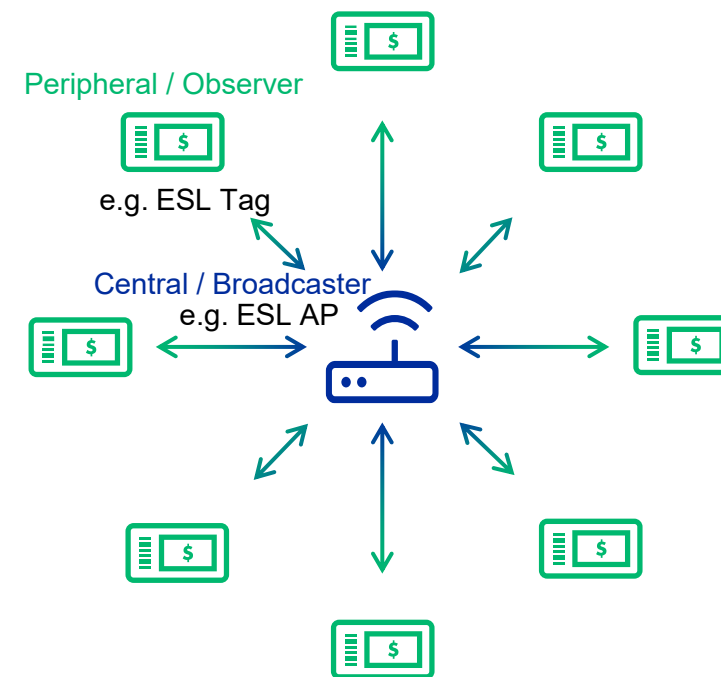 $
Peripheral / Observer
$
$
e.g. ESL Tag
Central / Broadcaster
e.g. ESL AP
$
$
$
$
$